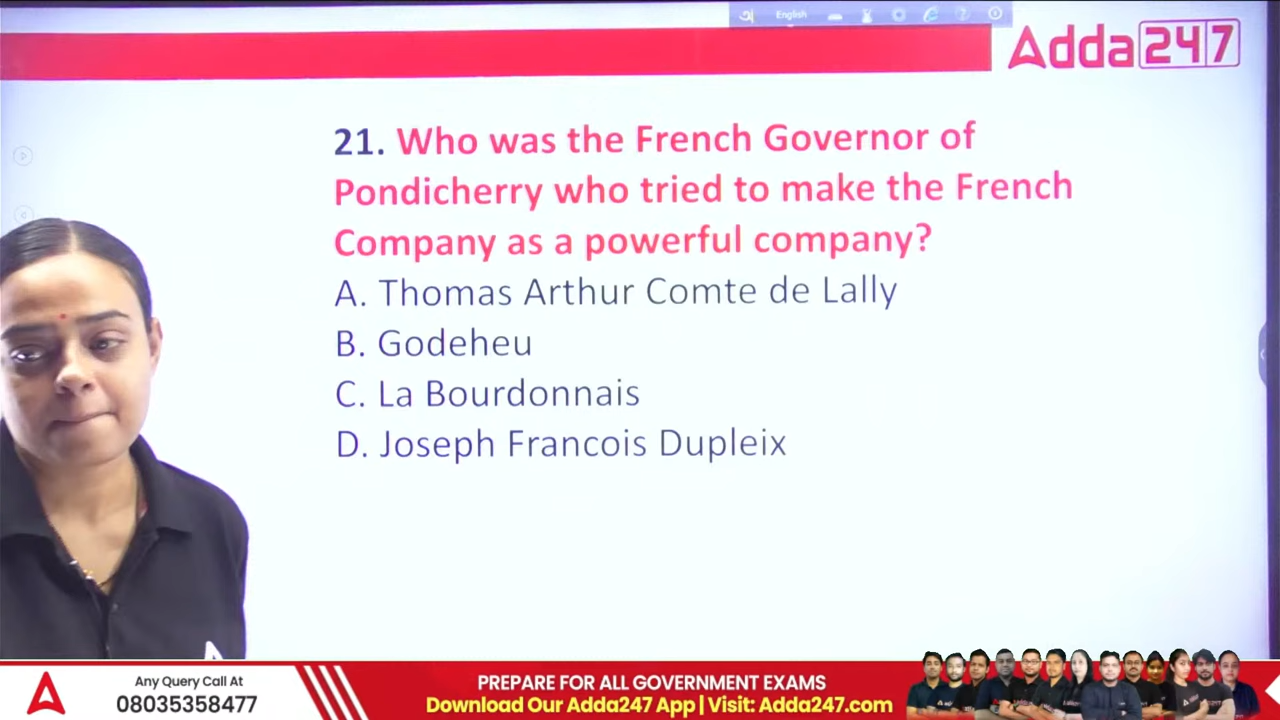 English
Adda247
21. Who was the French Governor of
Pondicherry who tried to make the French
Company as a powerful company?
A. Thomas Arthur Comte de Lally
B. Godeheu
C. La Bourdonnais
D. Joseph Francois Dupleix
Any Query Call At
08035358477
PREPARE FOR ALL GOVERNMENT EXAMS
Download Our Adda247 App | Visit: Adda247.com